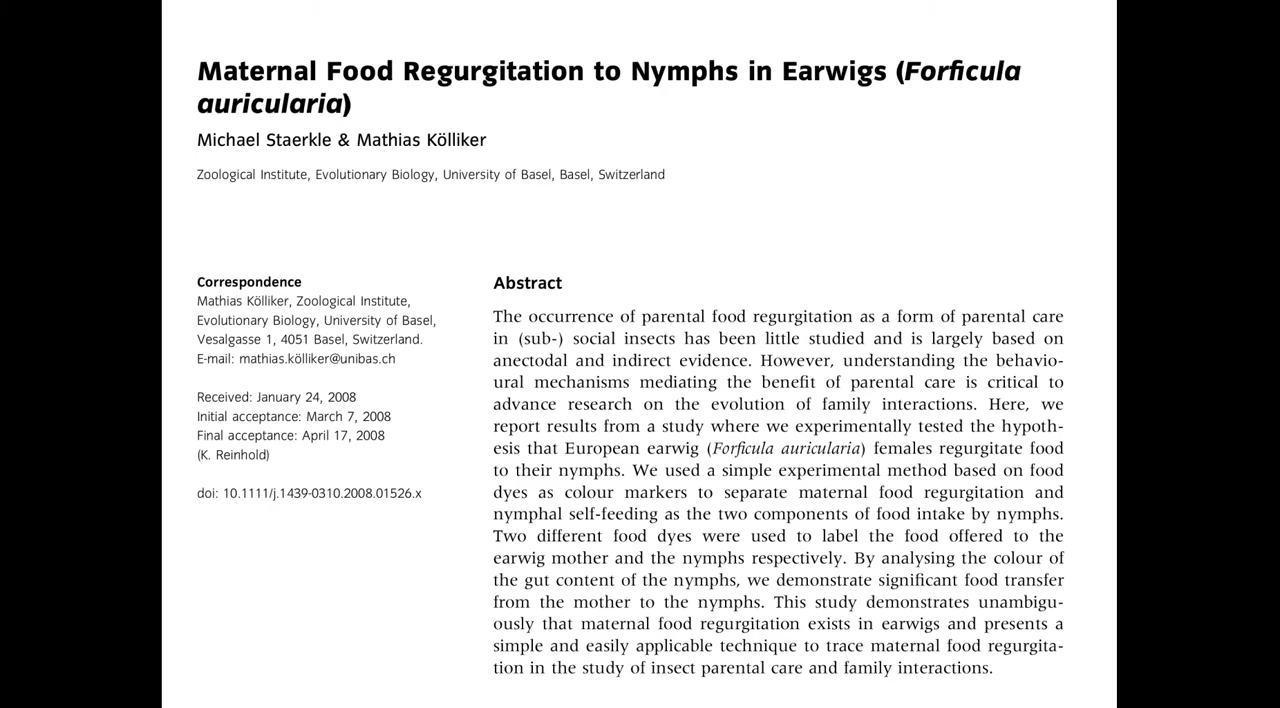 Maternal Food Regurgitation to Nymphs in Earwigs (Forficula
auricularia)
Michael Staerkle & Mathias Kölliker
Zoological Institute, Evolutionary Biology, University of Basel, Basel, Switzerland
Correspondence
Mathias Kölliker, Zoological Institute,
Evolutionary Biology, University of Basel,
Vesalgasse 1, 4051 Basel, Switzerland.
E-mail: mathias.kölliker@unibas.ch
Received: January 24, 2008
Initial acceptance: March 7, 2008
Final acceptance: April 17, 2008
(K. Reinhold)
doi: 10.1111/j.1439-0310.2008.01526.x
Abstract
The occurrence of parental food regurgitation as a form of parental care
in (sub-) social insects has been little studied and is largely based on
anectodal and indirect evidence. However, understanding the behavio-
ural mechanisms mediating the benefit of parental care is critical to
advance research on the evolution of family interactions. Here, we
report results from a study where we experimentally tested the hypoth-
esis that European earwig (Forficula auricularia) females regurgitate food
to their nymphs. We used a simple experimental method based on food
dyes as colour markers to separate maternal food regurgitation and
nymphal self-feeding as the two components of food intake by nymphs.
Two different food dyes were used to label the food offered to the
earwig mother and the nymphs respectively. By analysing the colour of
the gut content of the nymphs, we demonstrate significant food transfer
from the mother to the nymphs. This study demonstrates unambigu-
ously that maternal food regurgitation exists in earwigs and presents a
simple and easily applicable technique to trace maternal food regurgita-
tion in the study of insect parental care and family interactions.